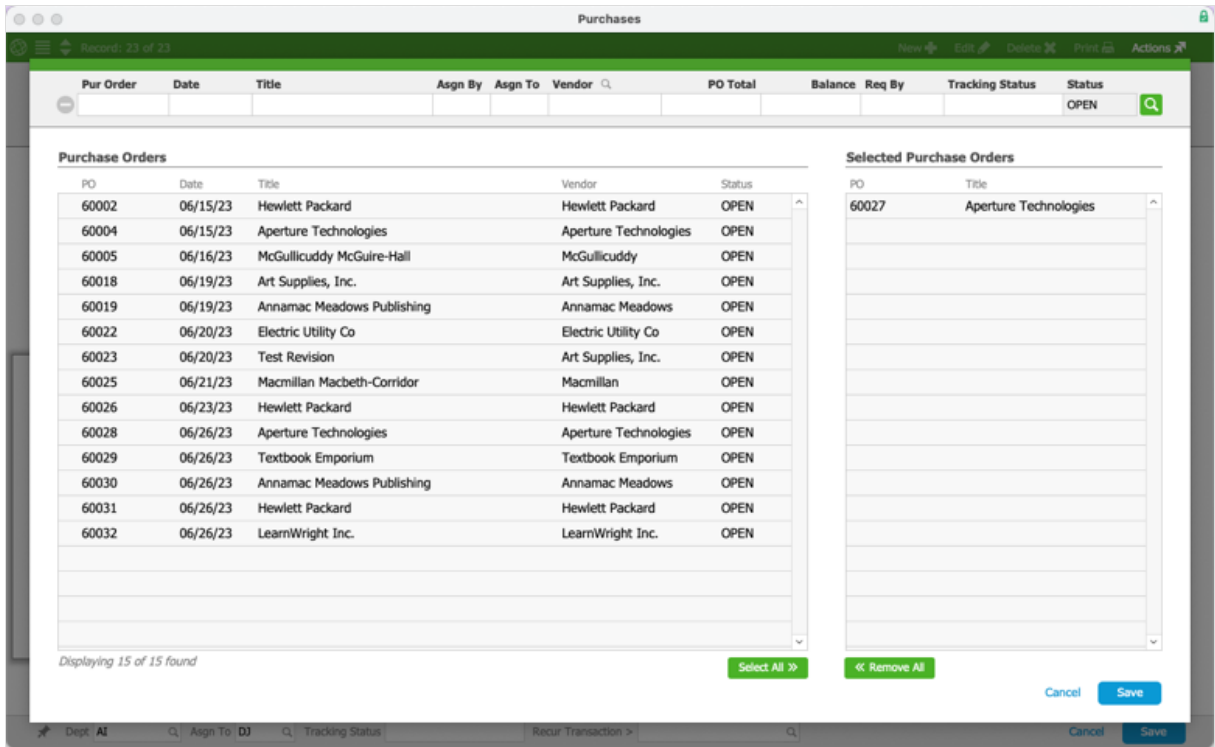 Purchases
Record: 23 of 23 New Edit Delete Print Actions
Pur Order Date Title Asgn By Asgn To Vendor PO Total Balance Req By Tracking Status Status
OPEN
Purchase Orders Selected Purchase Orders
PO Date Title Vendor Status PO Title
60002 06/15/23 Hewlett Packard Hewlett Packard OPEN 60027 Aperture Technologies
60004 06/15/23 Aperture Technologies Aperture Technologies OPEN
60005 06/16/23 McGullicuddy McGuire-Hall McGullicuddy OPEN
60018 06/19/23 Art Supplies, Inc. Art Supplies, Inc. OPEN
60019 06/19/23 Annamac Meadows Publishing Annamac Meadows OPEN
60022 06/20/23 Electric Utility Co Electric Utility Co OPEN
60023 06/20/23 Test Revision Art Supplies, Inc. OPEN
60025 06/21/23 Macmillan Macbeth-Corridor Macmillan OPEN
60026 06/23/23 Hewlett Packard Hewlett Packard OPEN
60028 06/26/23 Aperture Technologies Aperture Technologies OPEN
60029 06/26/23 Textbook Emporium Textbook Emporium OPEN
60030 06/26/23 Annamac Meadows Publishing Annamac Meadows OPEN
60031 06/26/23 Hewlett Packard Hewlett Packard OPEN
60032 06/26/23 LearnWright Inc. LearnWright Inc. OPEN
Displaying 15 of 15 found Select All » « Remove All
Cancel Save
Dept AI Asgn To DJ Tracking Status Recur Transaction > Cancel Save